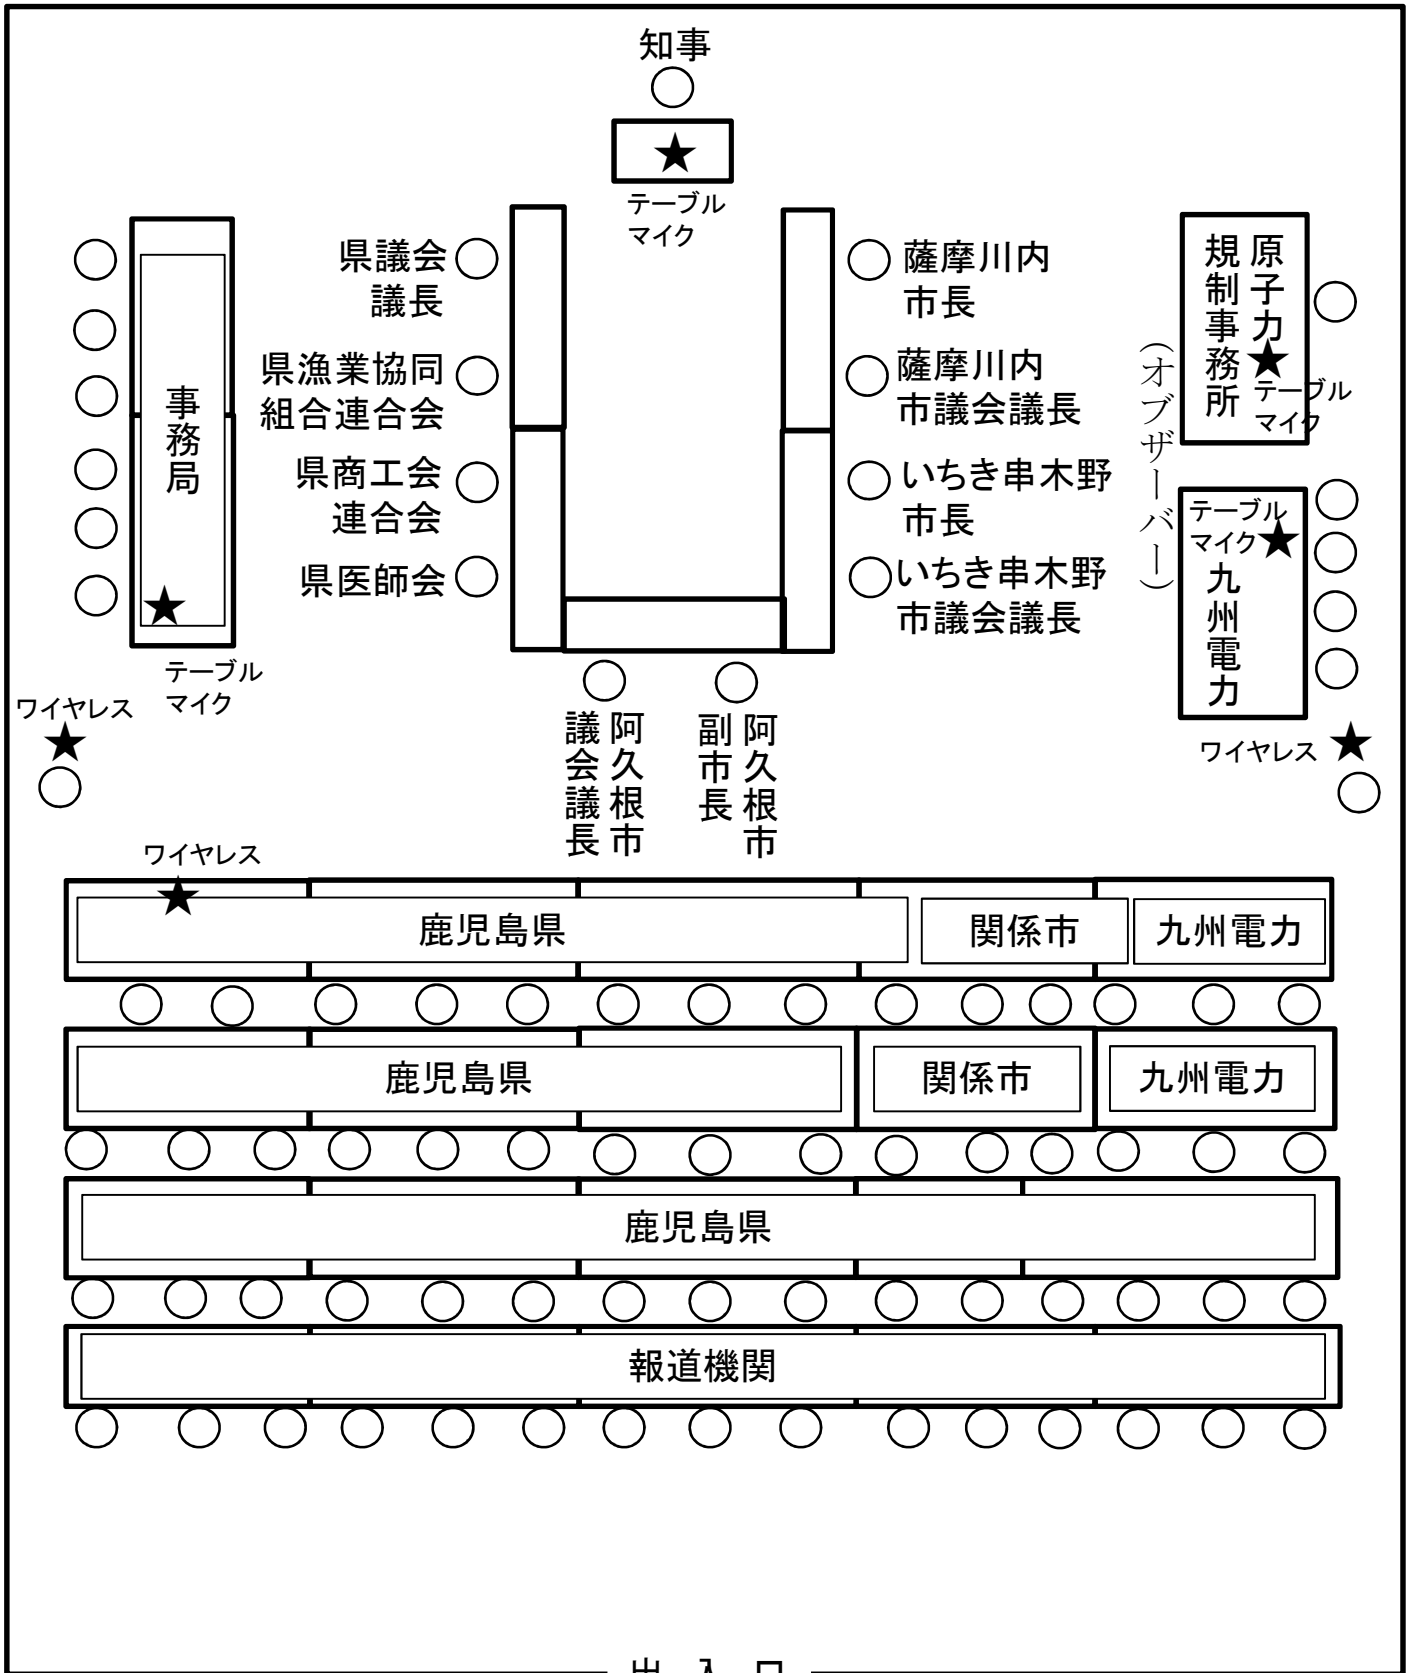 知事
テーブル
マイク
県議会
議長
県漁業協同
組合連合会
県商工会
連合会
県医師会
薩摩川内
市長
薩摩川内
市議会議長
いちき串木野
市長
いちき串木野
市議会議長
阿久根市
議会議長
阿久根市
副市長
事務局
テーブル
マイク
ワイヤレス
原子力
規制事務所
テーブル
マイク
（オブザーバー）
テーブル
マイク
九州電力
ワイヤレス
ワイヤレス
鹿児島県
関係市
九州電力
鹿児島県
関係市
九州電力
鹿児島県
報道機関
出入口